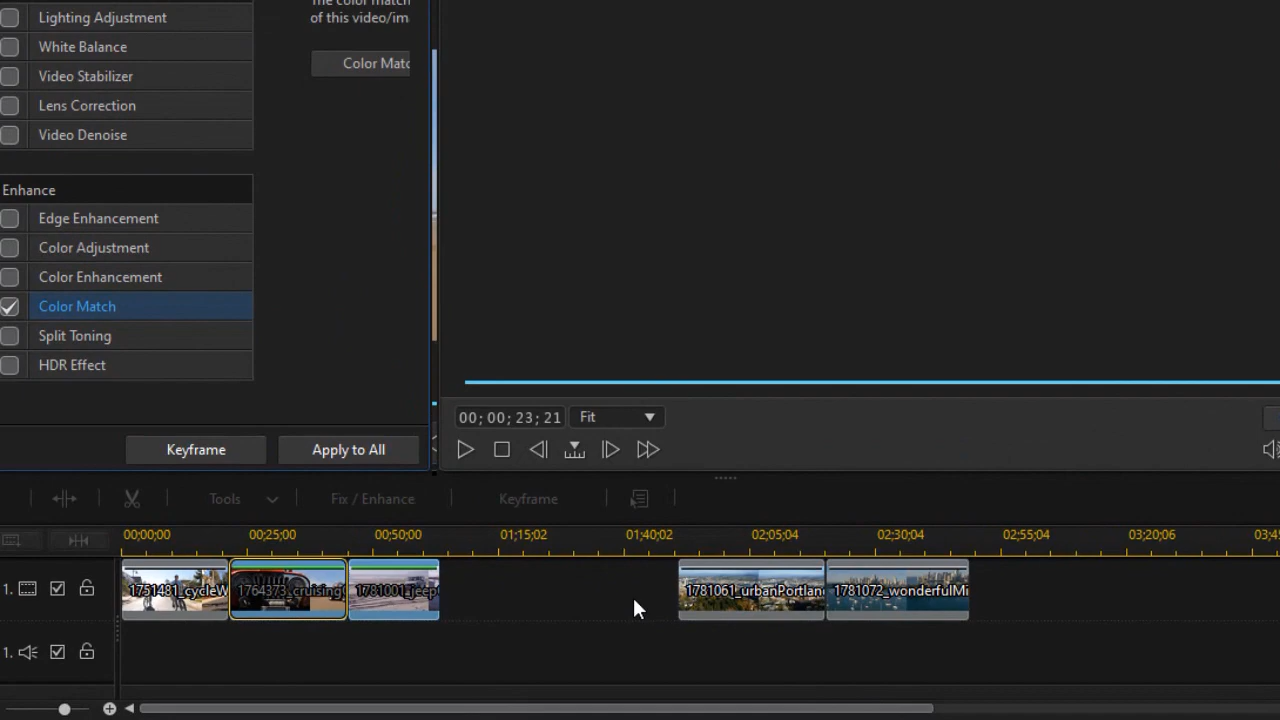 Lighting Adjustment
White Balance
Video Stabilizer
Lens Correction
Video Denoise
Enhance
Edge Enhancement
Color Adjustment
Color Enhancement
Color Match
Split Toning
HDR Effect
Keyframe
Apply to All
The color match
of this video/im
Color Matc
00; 00; 23; 21
Fit
Tools
Fix / Enhance
Keyframe
00;00;00
00;25;00
00;50;00
01;15;02
01;40;02
02;05;04
02;30;04
02;55;04
03;20;06
03;45
1.
1751481_cycleW
1764373_cruising
1781001_jeep
1781061_urbanPortlan
1781072_wonderfulMi
1.